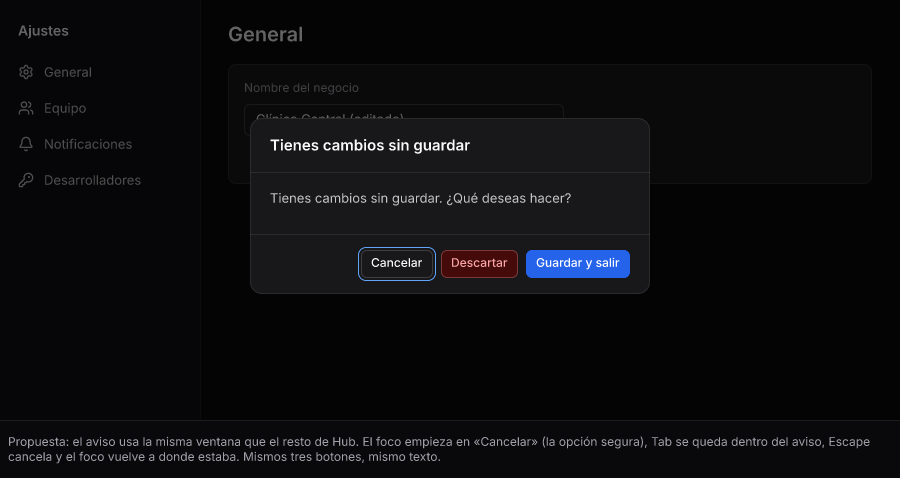 Ajustes
General
Equipo
Notificaciones
Desarrolladores
General
Nombre del negocio
Clínica Central (editado)
Tienes cambios sin guardar
Tienes cambios sin guardar. ¿Qué deseas hacer?
Cancelar
Descartar
Guardar y salir
Propuesta: el aviso usa la misma ventana que el resto de Hub. El foco empieza en «Cancelar» (la opción segura), Tab se queda dentro del aviso, Escape
cancela y el foco vuelve a donde estaba. Mismos tres botones, mismo texto.